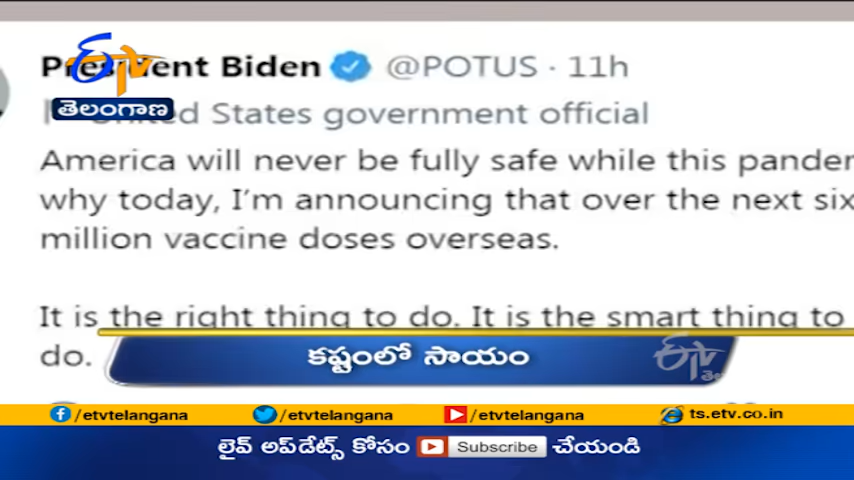 President Biden @POTUS · 11h
ETV
తెలంగాణ
United States government official
America will never be fully safe while this
why today, I'm announcing that over the next six
million vaccine doses overseas.
It is the right thing to do. It is the smart thing to
do.
కష్టంలో సాయం
ETV
/etvtelangana /etvtelangana /etvtelangana ts.etv.co.in
లైవ్ అప్‌డేట్స్ కోసం Subscribe చేయండి